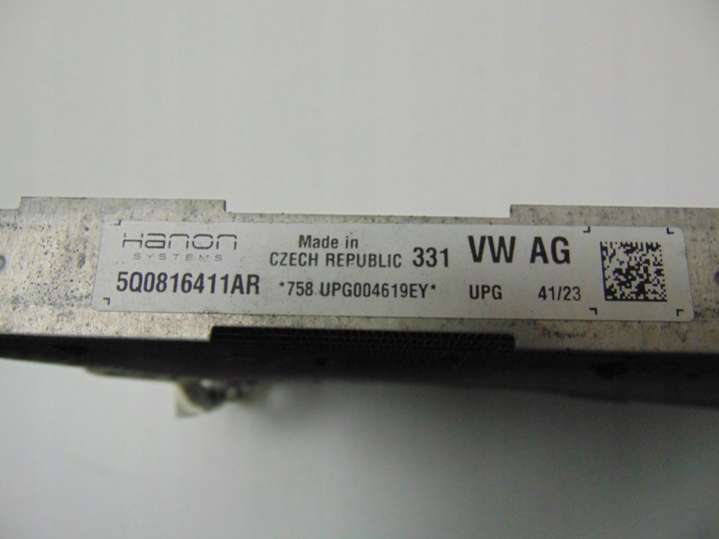 Hanon
SYSTEMS
Made in
CZECH REPUBLIC 331 VW AG
5Q0816411AR *758 UPG004619EY* UPG 41/23